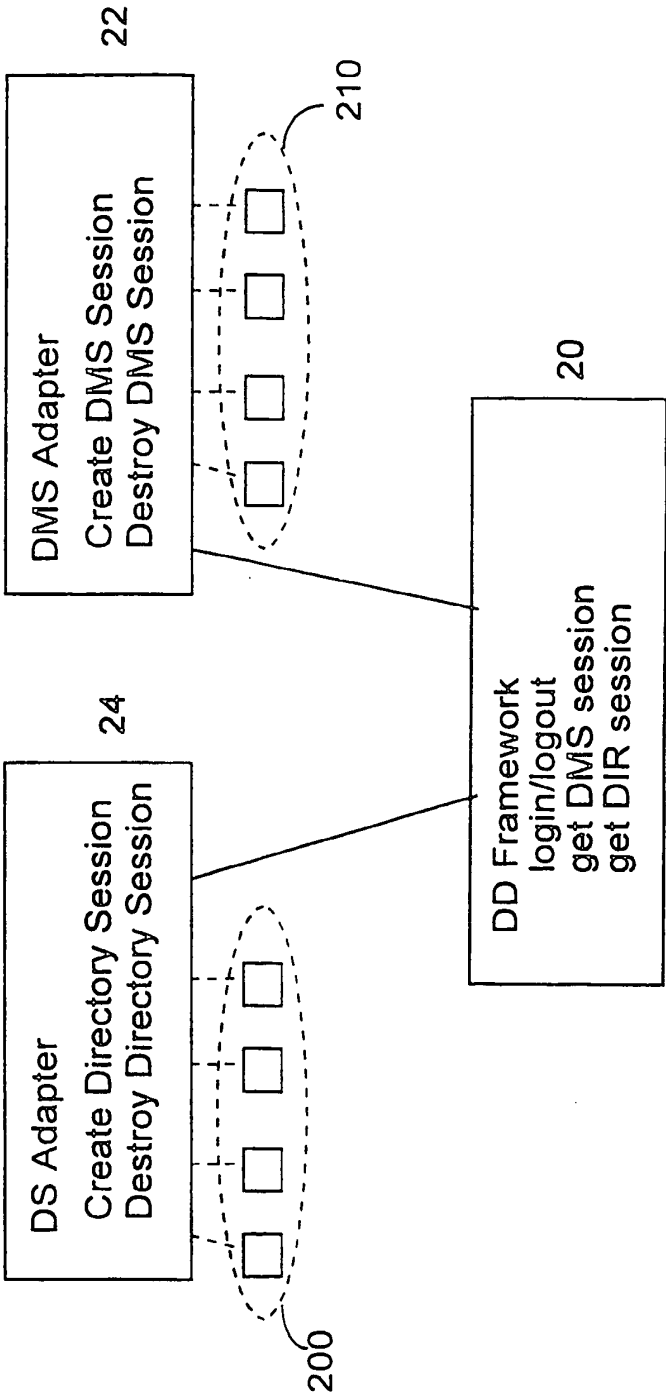 24
DS Adapter
Create Directory Session
Destroy Directory Session
200
22
DMS Adapter
Create DMS Session
Destroy DMS Session
210
20
DD Framework
login/logout
get DMS session
get DIR session